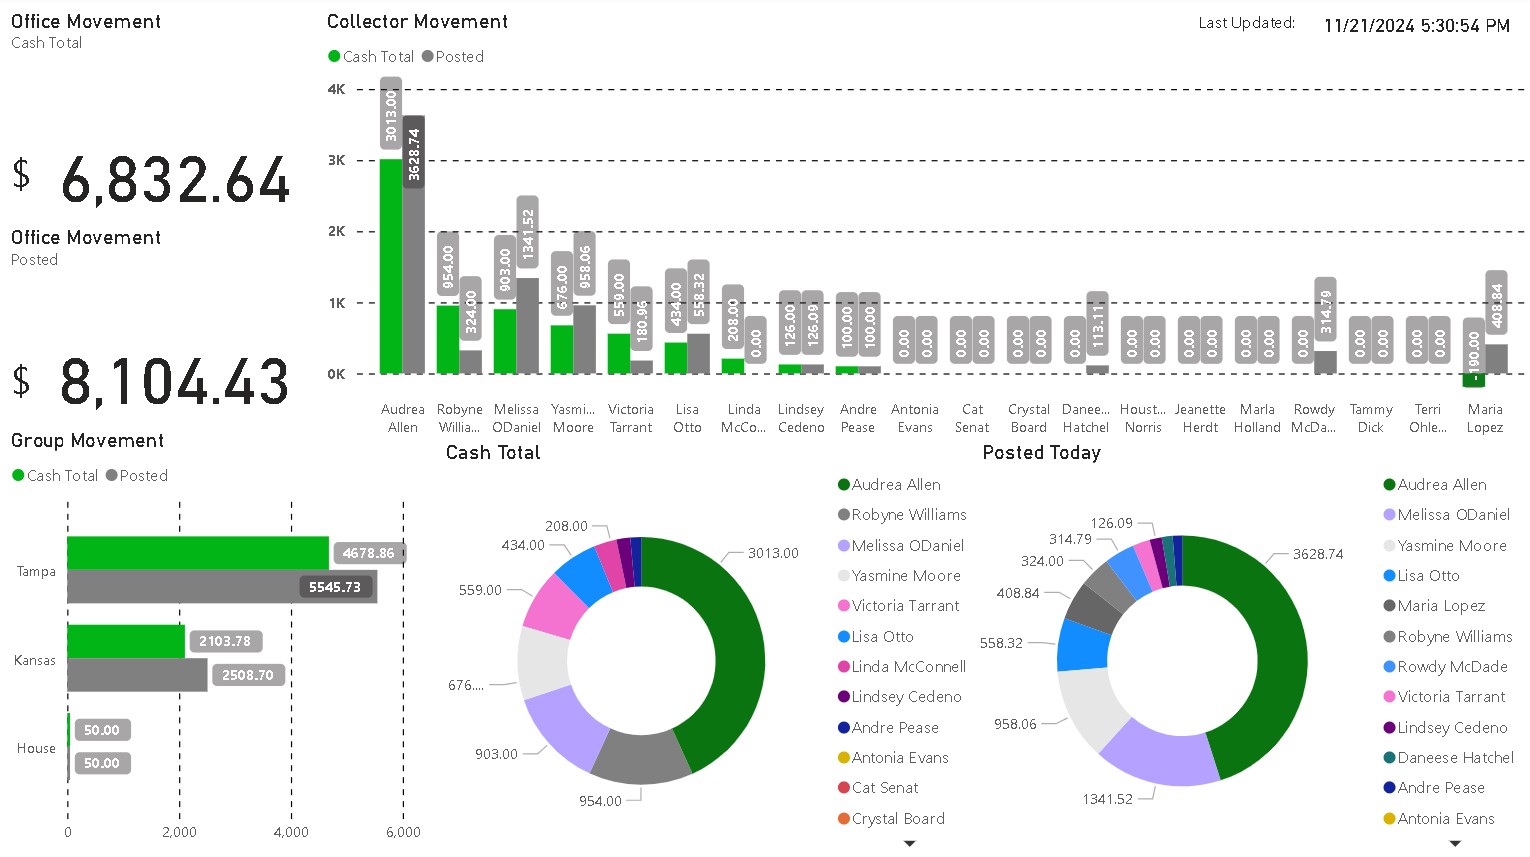 Office Movement
Cash Total
$ 6,832.64
Office Movement
Posted
$ 8,104.43
Collector Movement
Last Updated: 11/21/2024 5:30:54 PM
Cash Total Posted
4K
3K
2K
1K
0K
3013.00 3628.74
954.00 324.00
903.00 1341.52
676.00 958.06
559.00 180.96
434.00 558.32
208.00 0.00
126.00 126.09
100.00 100.00
0.00 0.00
0.00 0.00
0.00 0.00
0.00 113.11
0.00 0.00
0.00 0.00
0.00 0.00
0.00 314.79
0.00 0.00
0.00 0.00
-190.00 408.84
Audrea Allen
Robyne Willia...
Melissa ODaniel
Yasmi... Moore
Victoria Tarrant
Lisa Otto
Linda McCo...
Lindsey Cedeno
Andre Pease
Antonia Evans
Cat Senat
Crystal Board
Danee... Hatchel
Houst... Norris
Jeanette Herdt
Marla Holland
Rowdy McDa...
Tammy Dick
Terri Ohle...
Maria Lopez
Group Movement
Cash Total Posted
Tampa
4678.86
5545.73
Kansas
2103.78
2508.70
House
50.00
50.00
0 2,000 4,000 6,000
Cash Total
208.00
434.00
559.00
676....
903.00
954.00
3013.00
Audrea Allen
Robyne Williams
Melissa ODaniel
Yasmine Moore
Victoria Tarrant
Lisa Otto
Linda McConnell
Lindsey Cedeno
Andre Pease
Antonia Evans
Cat Senat
Crystal Board
Posted Today
126.09
314.79
324.00
408.84
558.32
958.06
1341.52
3628.74
Audrea Allen
Melissa ODaniel
Yasmine Moore
Lisa Otto
Maria Lopez
Robyne Williams
Rowdy McDade
Victoria Tarrant
Lindsey Cedeno
Daneese Hatchel
Andre Pease
Antonia Evans